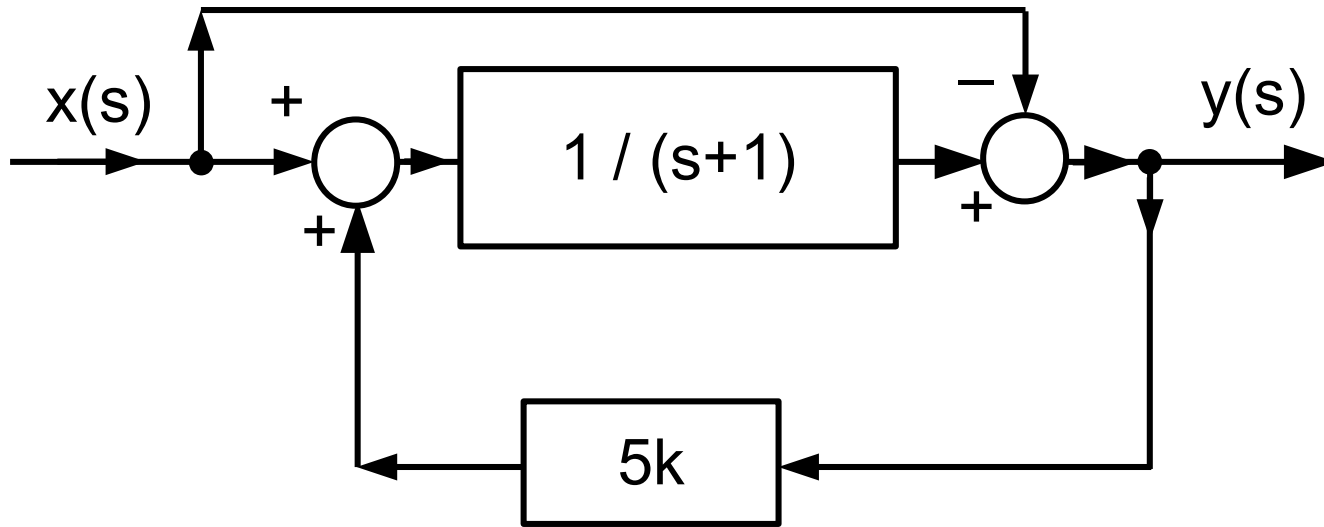 x(s)
+
+
1 / (s+1)
−
+
y(s)
5k